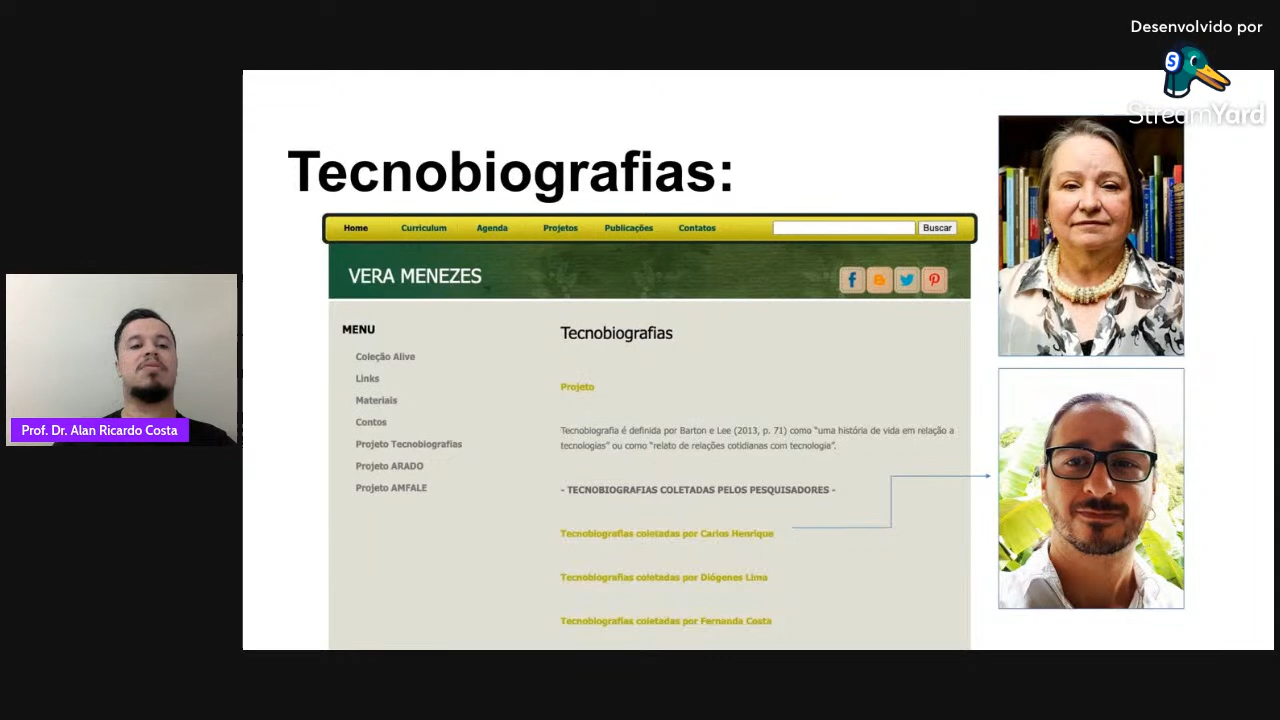 Desenvolvido por
StreamYard
Tecnobiografias:
Home Curriculum Agenda Projetos Publicações Contatos Buscar
VERA MENEZES
MENU
Coleção Alive
Links
Materiais
Contos
Projeto Tecnobiografias
Projeto ARADO
Projeto AMFALE
Tecnobiografias
Projeto
Tecnobiografia é definida por Barton e Lee (2013, p. 71) como “uma história de vida em relação a
tecnologias” ou como “relato de relações cotidianas com tecnologia”.
- TECNOBIOGRAFIAS COLETADAS PELOS PESQUISADORES -
Tecnobiografias coletadas por Carlos Henrique
Tecnobiografias coletadas por Diógenes Lima
Tecnobiografias coletadas por Fernanda Costa
Prof. Dr. Alan Ricardo Costa